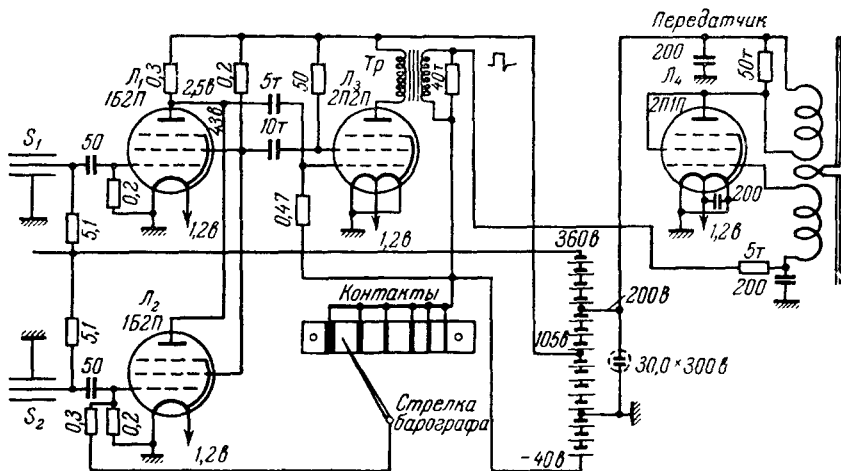 Передатчик
200
50т
Л₄
2П1П
200
1,2в
5т
200
0,3
0,2
50
Тр
40т
Л₁
1Б2П
2,5в
43в
5т
10т
Л₃
2П2П
S₁
50
0,2
5,1
1,2в
0,47
1,2в
360в
Контакты
200в
105в
30,0×300в
Л₂
1Б2П
5,1
50
S₂
0,3
0,2
1,2в
Стрелка
барографа
-40в